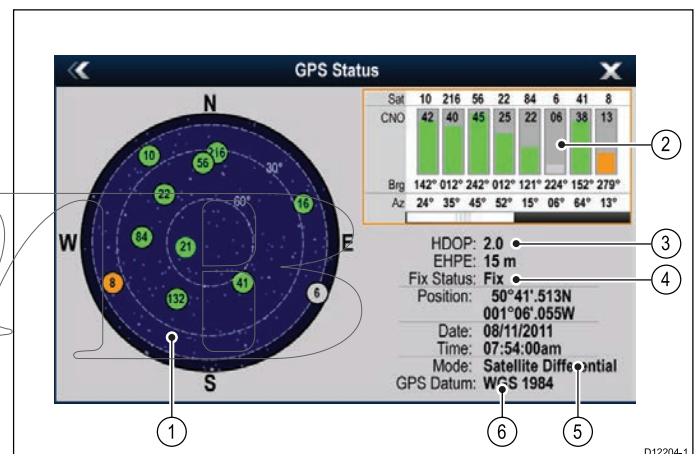 GPS Status
N
W
E
S
10
216
56
30°
22
60°
16
84
21
8
41
6
132
Sat 10 216 56 22 84 6 41 8
CNO 42 40 45 25 22 06 38 13
Brg 142° 012° 242° 012° 121° 224° 152° 279°
Az 24° 35° 45° 52° 15° 06° 64° 13°
HDOP: 2.0
EHPE: 15 m
Fix Status: Fix
Position: 50°41'.513N
001°06'.055W
Date: 08/11/2011
Time: 07:54:00am
Mode: Satellite Differential
GPS Datum: WGS 1984
1
2
3
4
5
6
D12204-1